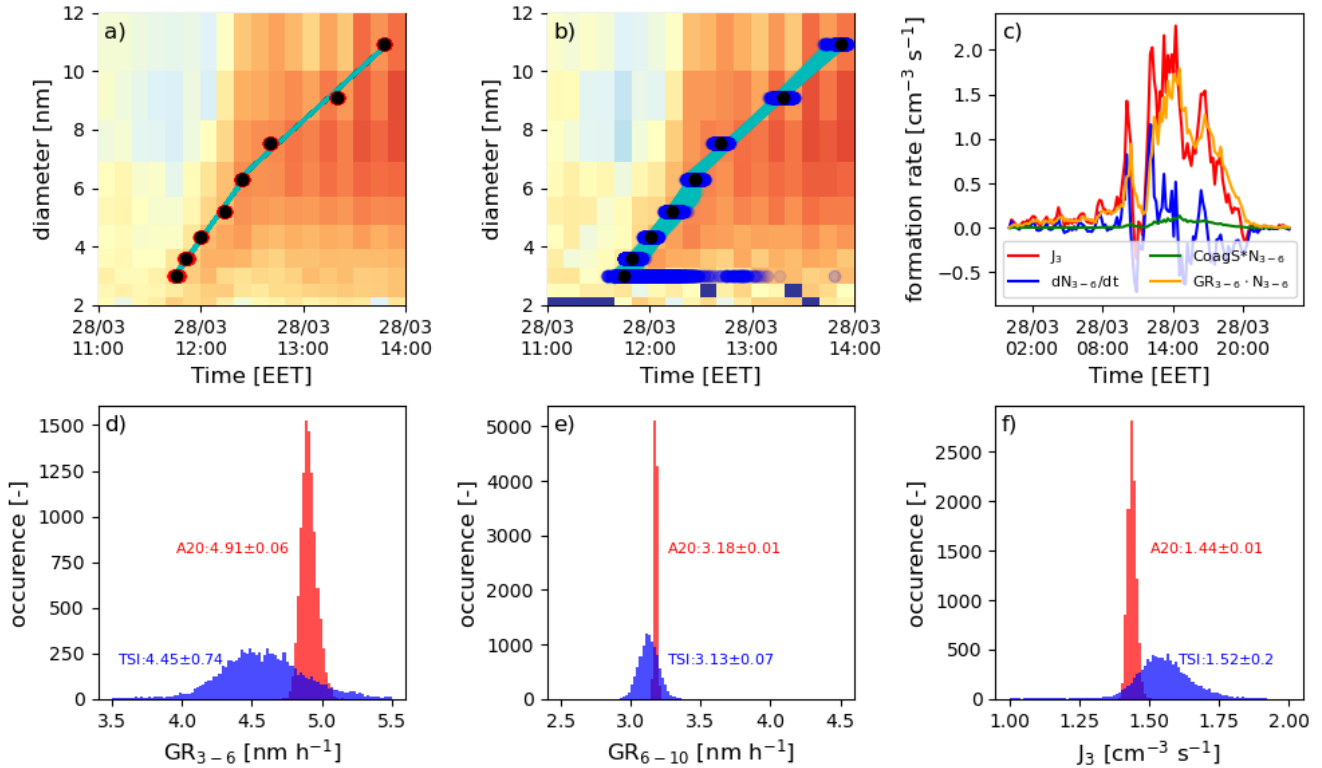 a)
diameter [nm]
12
10
8
6
4
2
28/03 11:00
28/03 12:00
28/03 13:00
28/03 14:00
Time [EET]
b)
diameter [nm]
12
10
8
6
4
2
28/03 11:00
28/03 12:00
28/03 13:00
28/03 14:00
Time [EET]
c)
formation rate [cm⁻³ s⁻¹]
2.0
1.5
1.0
0.5
0.0
−0.5
J₃
dN₃₋₆/dt
CoagS*N₃₋₆
GR₃₋₆ · N₃₋₆
28/03 02:00
28/03 08:00
28/03 14:00
28/03 20:00
Time [EET]
d)
occurence [-]
1500
1250
1000
750
500
250
0
A20:4.91±0.06
TSI:4.45±0.74
3.5
4.0
4.5
5.0
5.5
GR₃₋₆ [nm h⁻¹]
e)
occurence [-]
5000
4000
3000
2000
1000
0
A20:3.18±0.01
TSI:3.13±0.07
2.5
3.0
3.5
4.0
4.5
GR₆₋₁₀ [nm h⁻¹]
f)
occurence [-]
2500
2000
1500
1000
500
0
A20:1.44±0.01
TSI:1.52±0.2
1.00
1.25
1.50
1.75
2.00
J₃ [cm⁻³ s⁻¹]